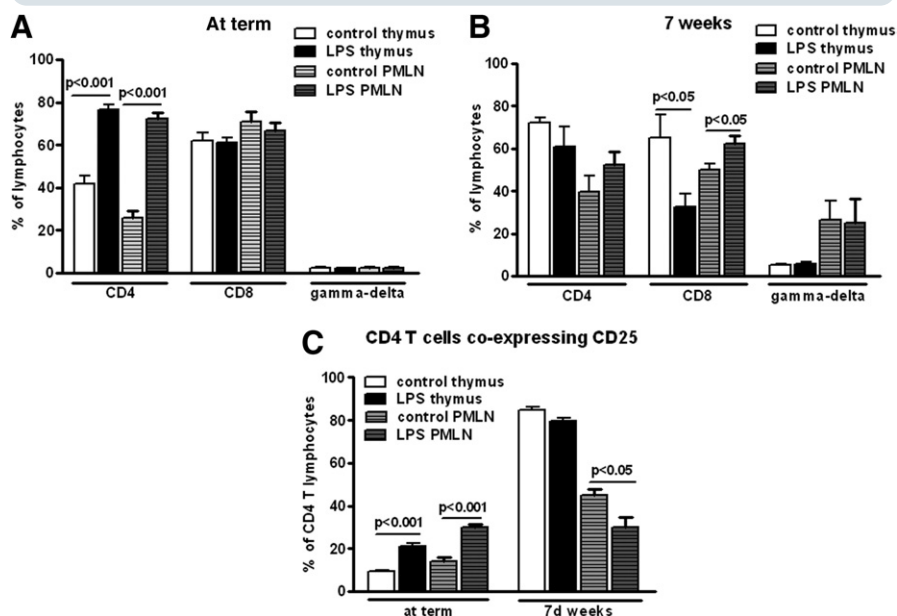 A
At term
control thymus
LPS thymus
control PMLN
LPS PMLN
% of lymphocytes
100
80
60
40
20
0
p<0.001
p<0.001
CD4
CD8
gamma-delta
B
7 weeks
control thymus
LPS thymus
control PMLN
LPS PMLN
% of lymphocytes
100
80
60
40
20
0
p<0.05
p<0.05
CD4
CD8
gamma-delta
C
CD4 T cells co-expressing CD25
control thymus
LPS thymus
control PMLN
LPS PMLN
% of CD4 T lymphocytes
100
80
60
40
20
0
p<0.001
p<0.001
p<0.05
at term
7d weeks